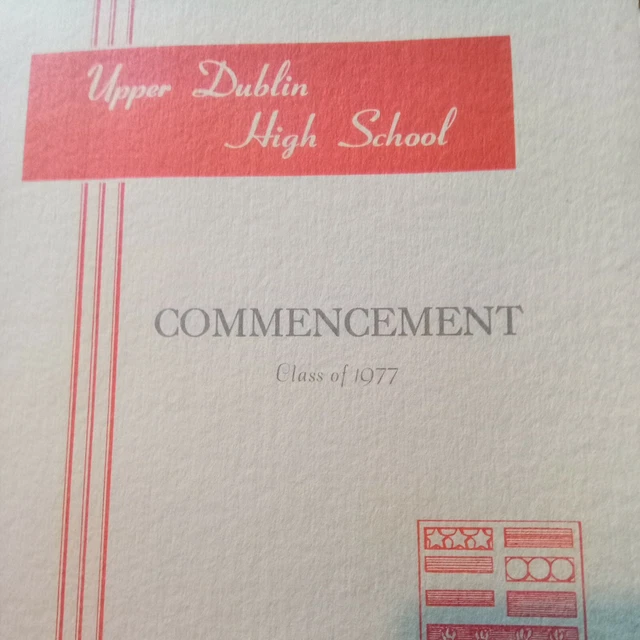 Upper Dublin
High School
COMMENCEMENT
Class of 1977